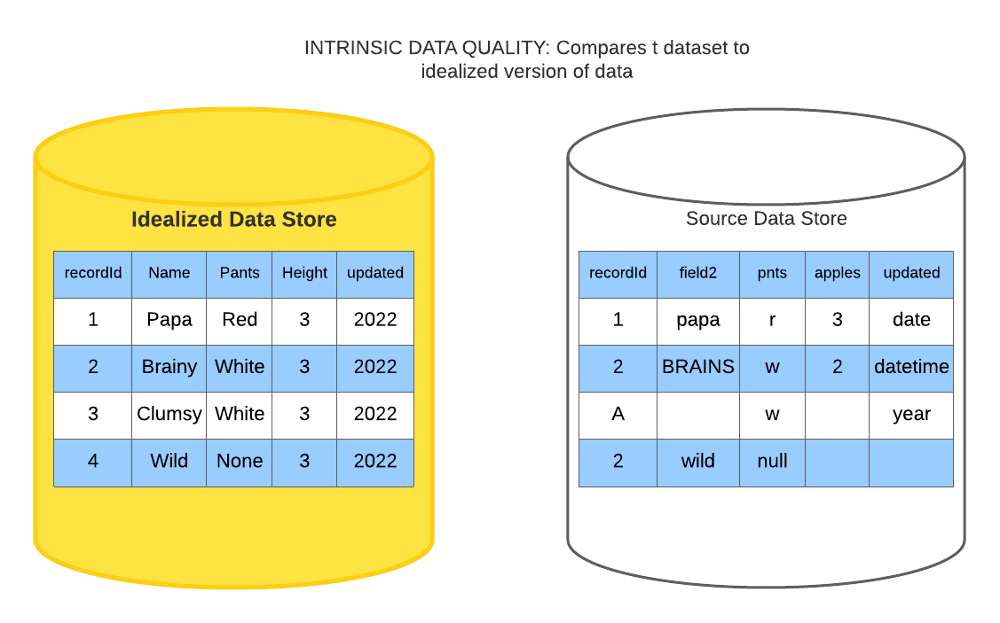 INTRINSIC DATA QUALITY: Compares t dataset to
idealized version of data
Idealized Data Store
recordId Name Pants Height updated
1 Papa Red 3 2022
2 Brainy White 3 2022
3 Clumsy White 3 2022
4 Wild None 3 2022
Source Data Store
recordId field2 pnts apples updated
1 papa r 3 date
2 BRAINS w 2 datetime
A w year
2 wild null